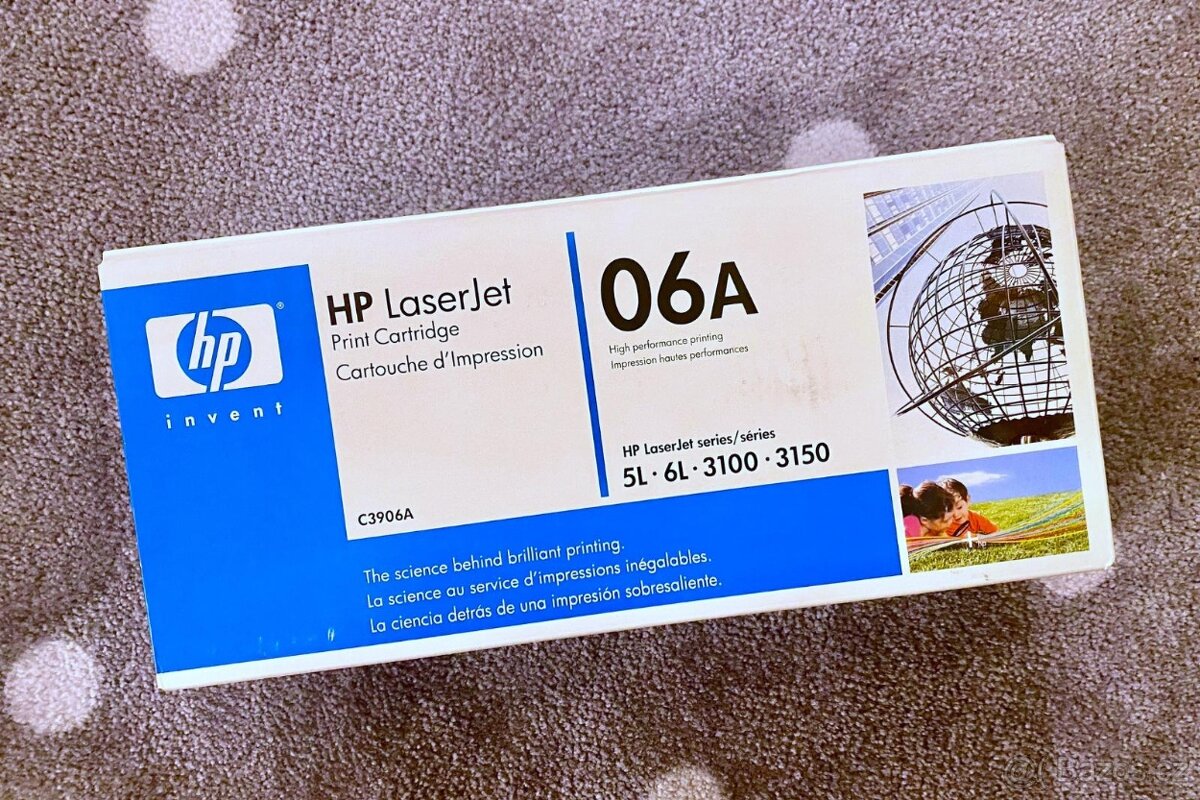 hp
®
invent
HP LaserJet
Print Cartridge
Cartouche d'Impression
C3906A
06A
High performance printing
Impression hautes performances
HP LaserJet series/séries
5L · 6L · 3100 · 3150
The science behind brilliant printing.
La science au service d'impressions inégalables.
La ciencia detrás de una impresión sobresaliente.
Bazos.cz